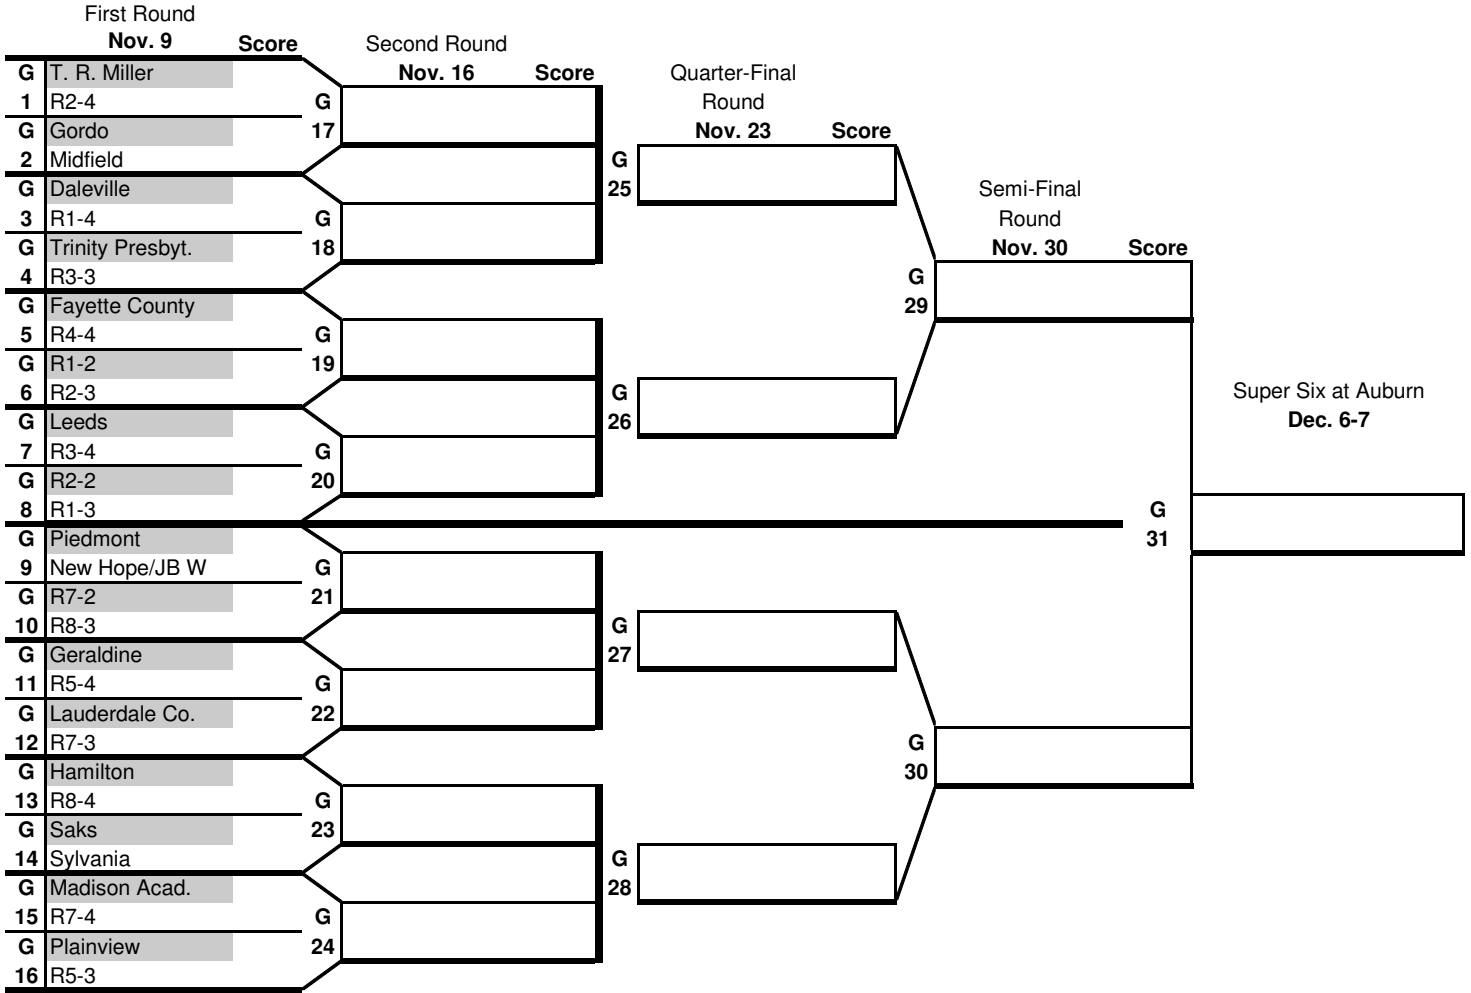 First Round
Nov. 9 Score
G T. R. Miller
1 R2-4
G Gordo
2 Midfield
G Daleville
3 R1-4
G Trinity Presbyt.
4 R3-3
G Fayette County
5 R4-4
G R1-2
6 R2-3
G Leeds
7 R3-4
G R2-2
8 R1-3
G Piedmont
9 New Hope/JB W
G R7-2
10 R8-3
G Geraldine
11 R5-4
G Lauderdale Co.
12 R7-3
G Hamilton
13 R8-4
G Saks
14 Sylvania
G Madison Acad.
15 R7-4
G Plainview
16 R5-3
Second Round
Nov. 16 Score
G
17
G
18
G
19
G
20
G
21
G
22
G
23
G
24
Quarter-Final
Round
Nov. 23 Score
G
25
G
26
G
27
G
28
Semi-Final
Round
Nov. 30 Score
G
29
G
30
Super Six at Auburn
Dec. 6-7
G
31